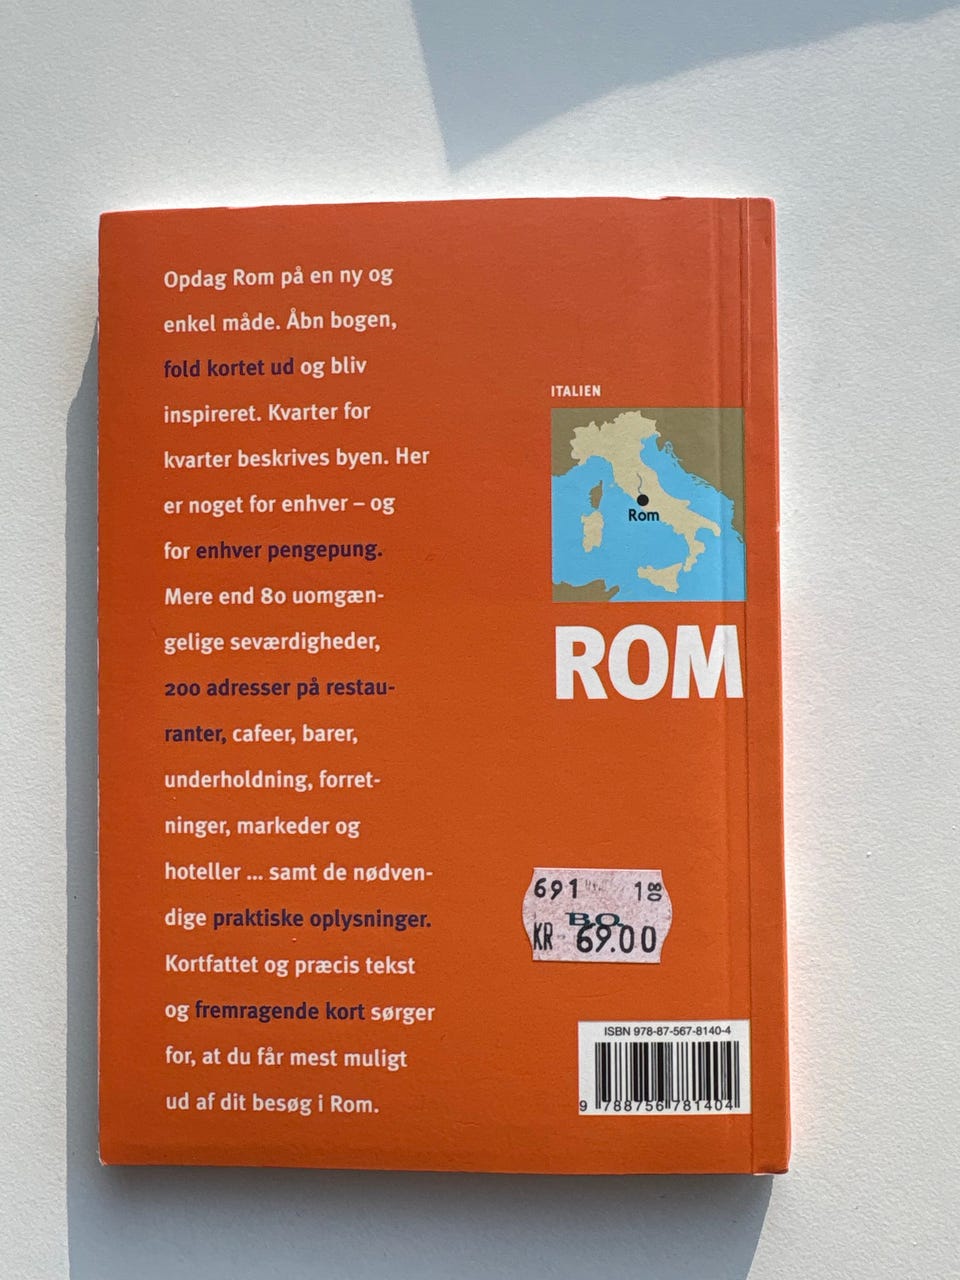 Opdag Rom på en ny og
enkel måde. Åbn bogen,
fold kortet ud og bliv
inspireret. Kvarter for
kvarter beskrives byen. Her
er noget for enhver – og
for enhver pengepung.
Mere end 80 uomgæn-
gelige seværdigheder,
200 adresser på restau-
ranter, cafeer, barer,
underholdning, forret-
ninger, markeder og
hoteller ... samt de nødven-
dige praktiske oplysninger.
Kortfattet og præcis tekst
og fremragende kort sørger
for, at du får mest muligt
ud af dit besøg i Rom.
ITALIEN
Rom
ROM
691 18
B.O.
KR 69.00
ISBN 978-87-567-8140-4
9 788756 781404